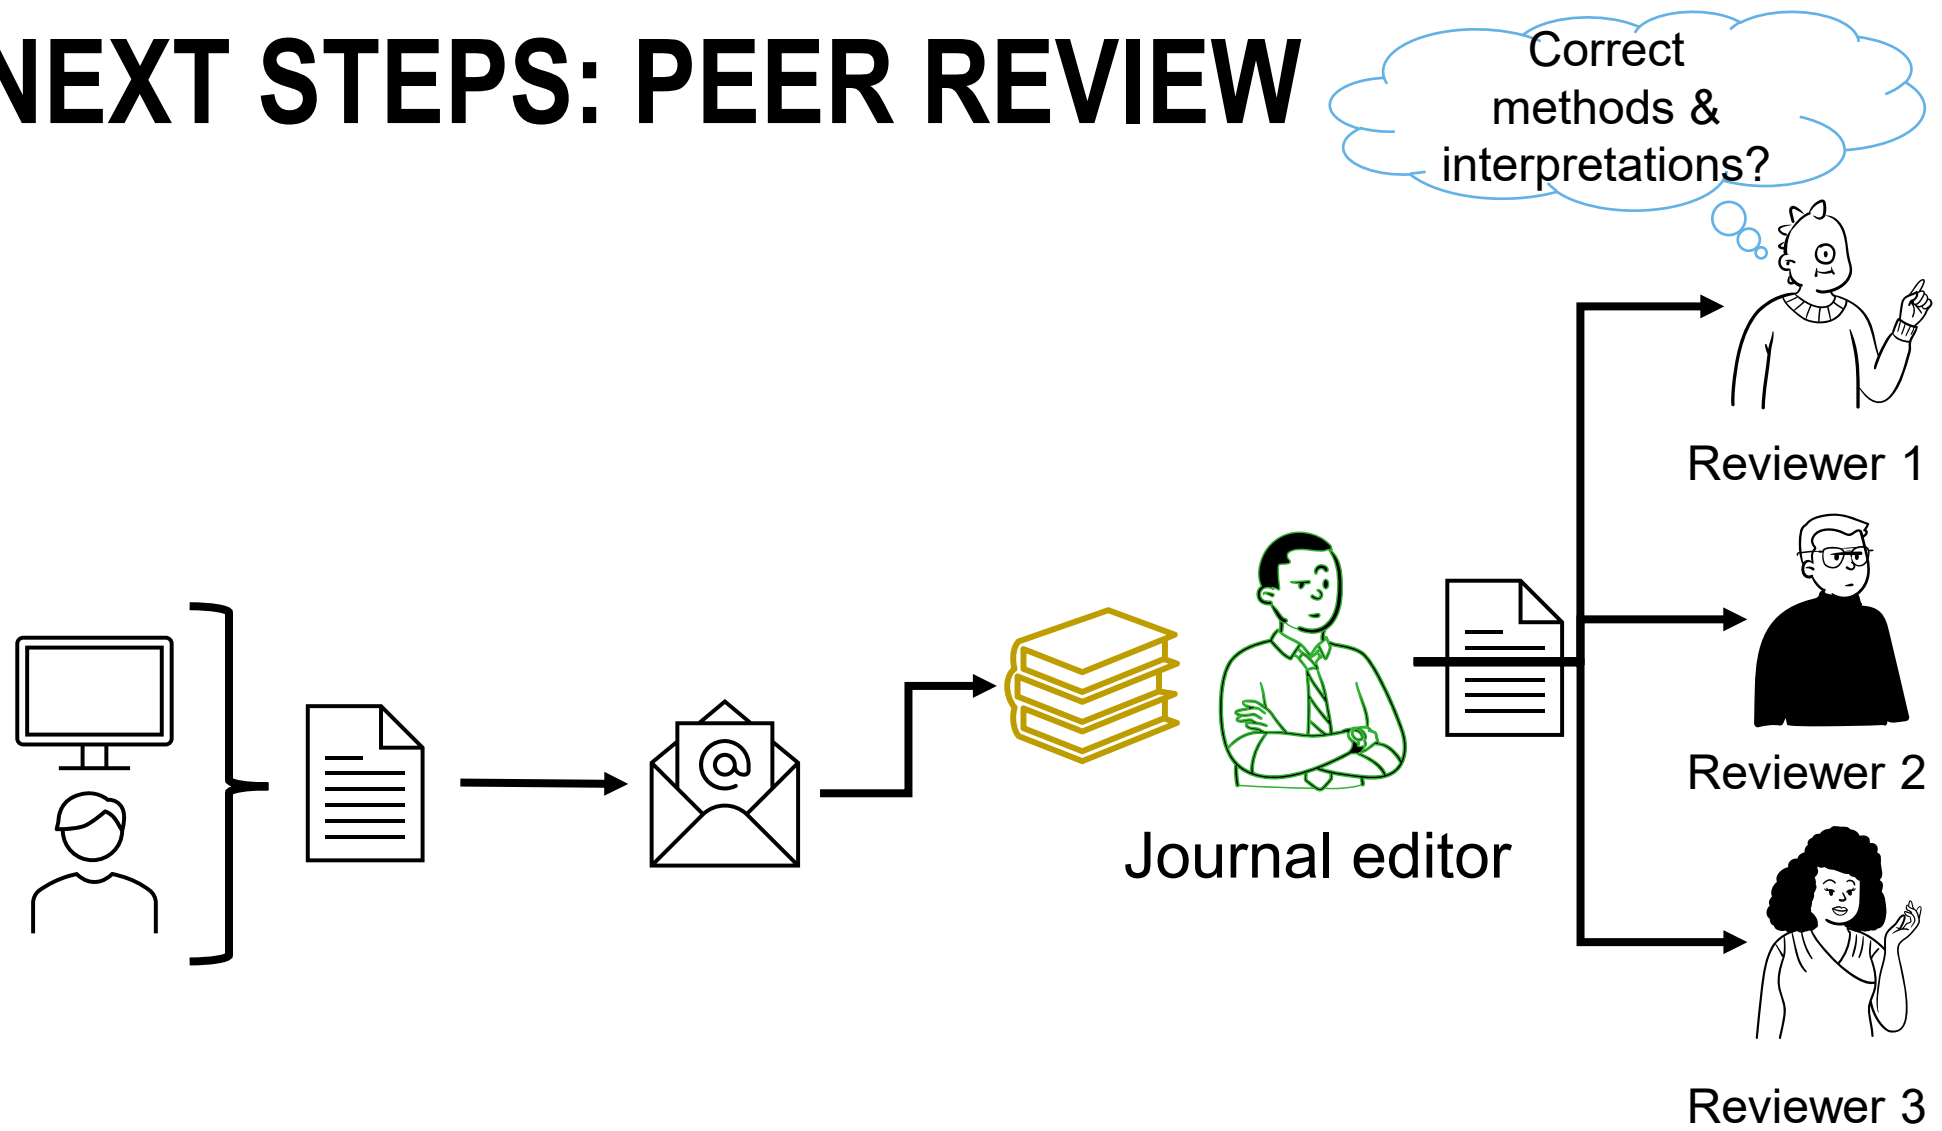 NEXT STEPS: PEER REVIEW
Correct
methods &
interpretations?
Reviewer 1
Reviewer 2
Journal editor
Reviewer 3
@